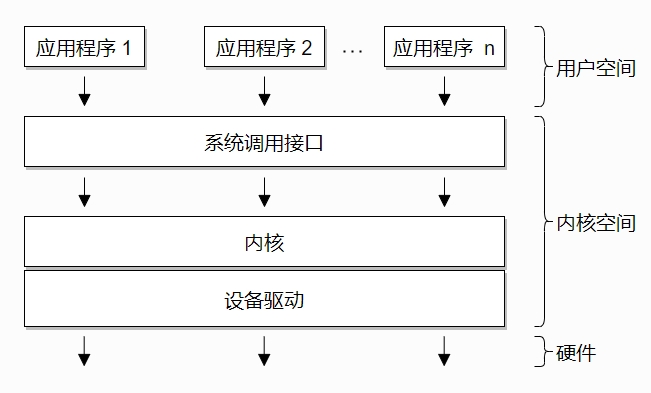 应用程序 1 应用程序 2 … 应用程序 n
用户空间
系统调用接口
内核空间
内核
设备驱动
硬件